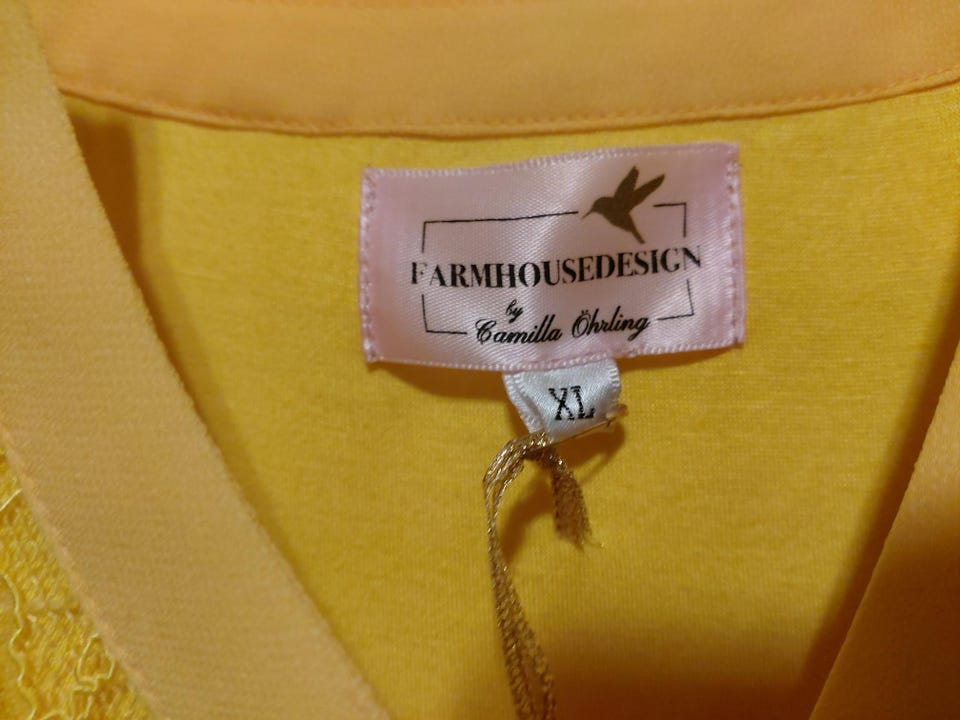 FARMHOUSEDESIGN
by
Camilla Öhrling
XL